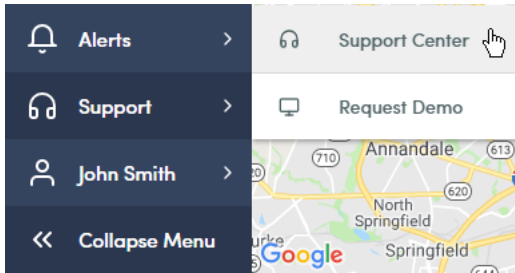 Alerts
Support Center
Support
Request Demo
John Smith
Collapse Menu
710
Annandale
613
620
North
Springfield
Springfield
Google